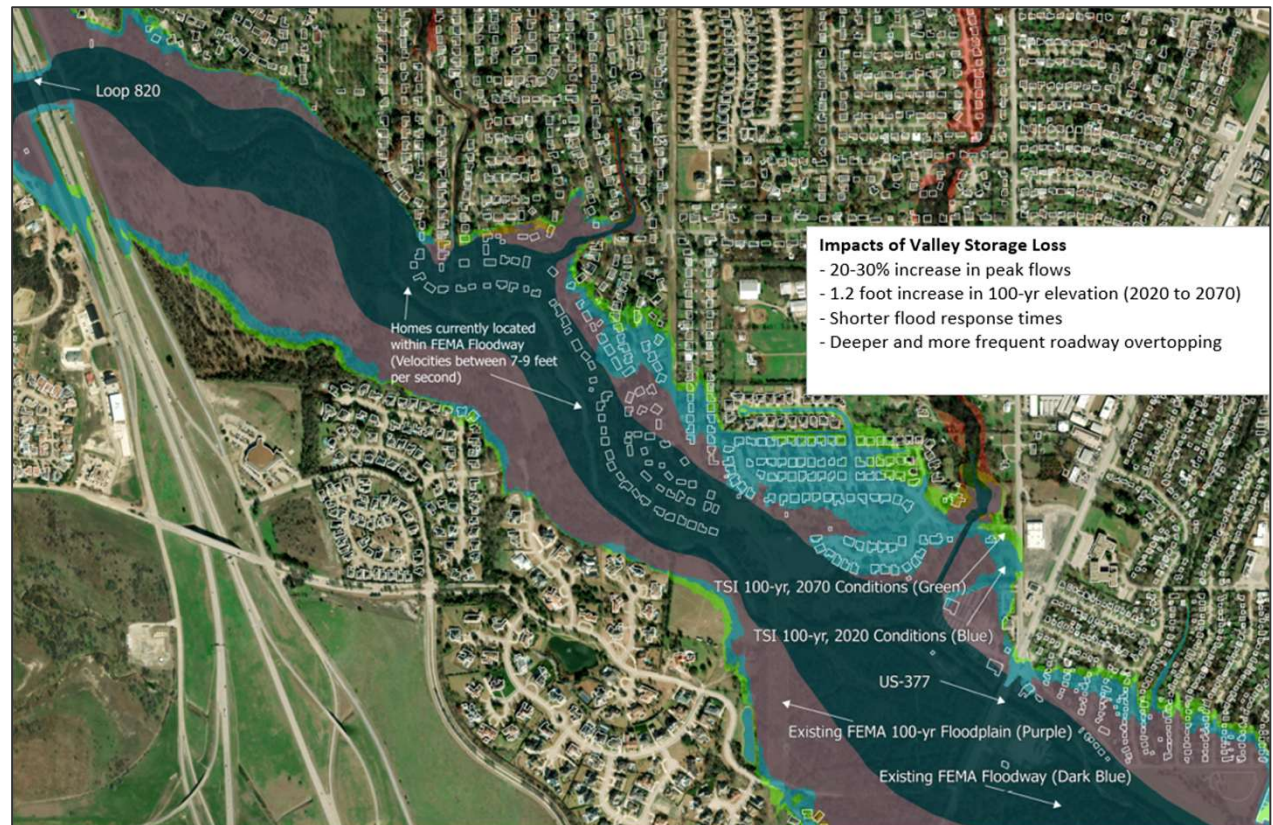 Loop 820
Impacts of Valley Storage Loss
- 20-30% increase in peak flows
- 1.2 foot increase in 100-yr elevation (2020 to 2070)
- Shorter flood response times
- Deeper and more frequent roadway overtopping
Homes currently located
within FEMA Floodway
(Velocities between 7-9 feet
per second)
TSI 100-yr, 2070 Conditions (Green)
TSI 100-yr, 2020 Conditions (Blue)
US-377
Existing FEMA 100-yr Floodplain (Purple)
Existing FEMA Floodway (Dark Blue)